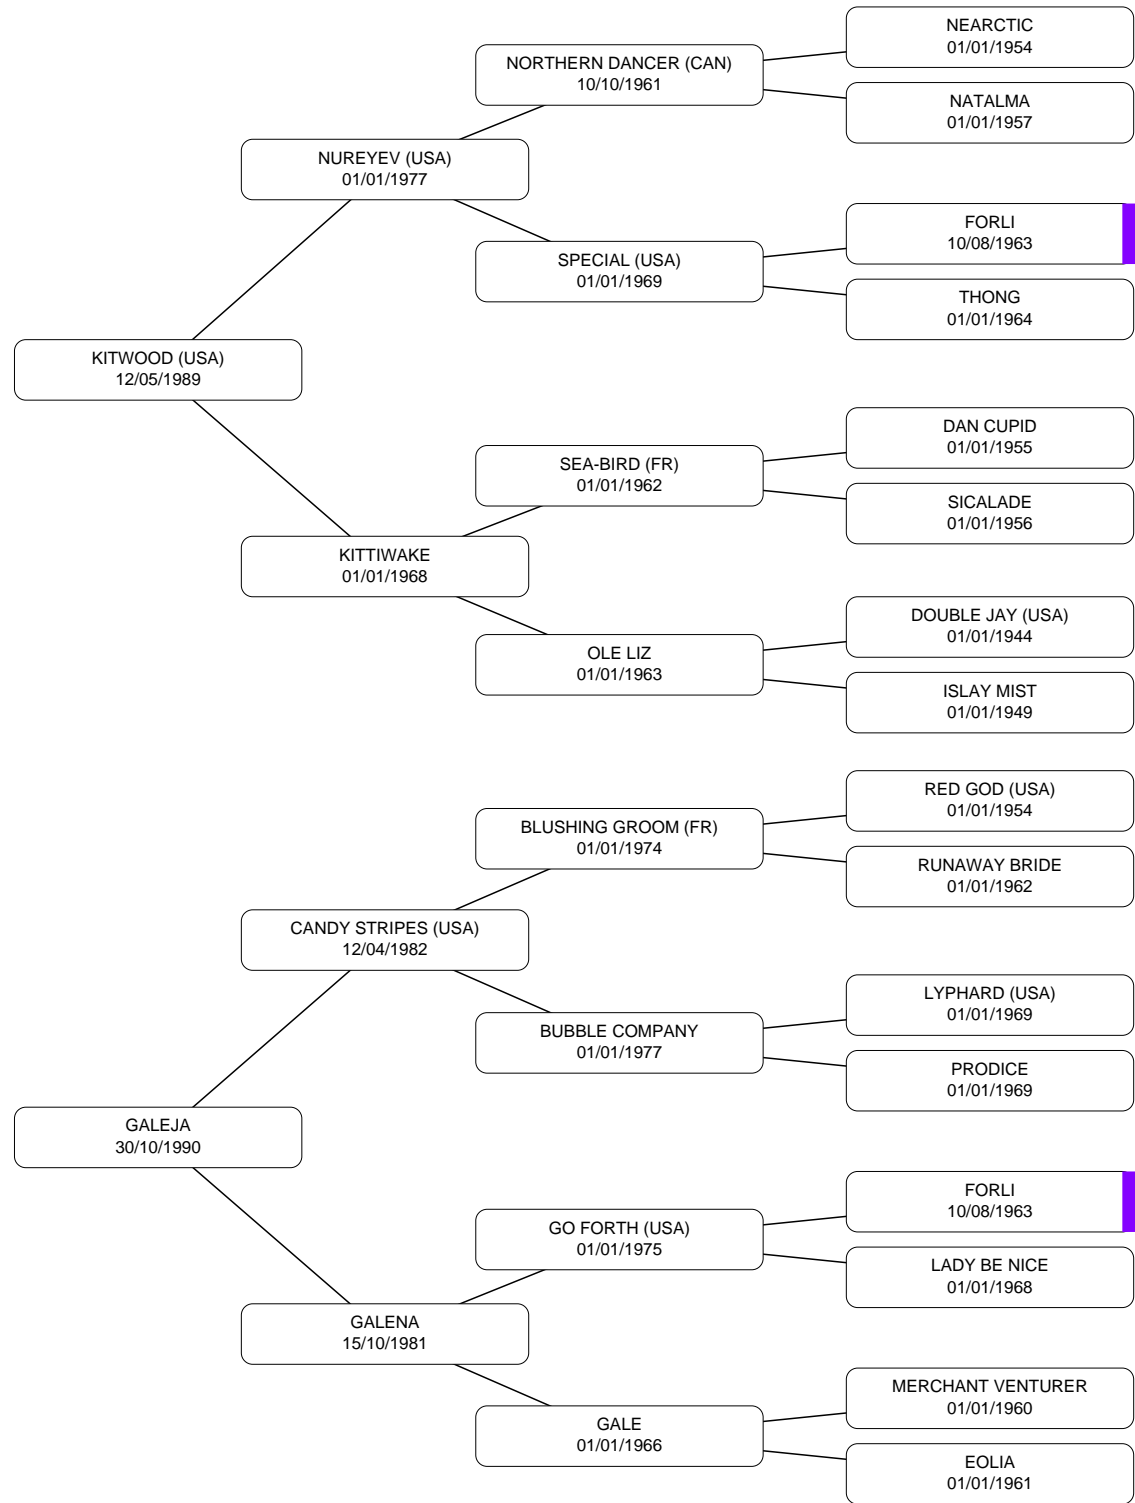 NEARCTIC
01/01/1954
NORTHERN DANCER (CAN)
10/10/1961
NATALMA
01/01/1957
NUREYEV (USA)
01/01/1977
FORLI
10/08/1963
SPECIAL (USA)
01/01/1969
THONG
01/01/1964
KITWOOD (USA)
12/05/1989
DAN CUPID
01/01/1955
SEA-BIRD (FR)
01/01/1962
SICALADE
01/01/1956
KITTIWAKE
01/01/1968
DOUBLE JAY (USA)
01/01/1944
OLE LIZ
01/01/1963
ISLAY MIST
01/01/1949
RED GOD (USA)
01/01/1954
BLUSHING GROOM (FR)
01/01/1974
RUNAWAY BRIDE
01/01/1962
CANDY STRIPES (USA)
12/04/1982
LYPHARD (USA)
01/01/1969
BUBBLE COMPANY
01/01/1977
PRODICE
01/01/1969
GALEJA
30/10/1990
FORLI
10/08/1963
GO FORTH (USA)
01/01/1975
LADY BE NICE
01/01/1968
GALENA
15/10/1981
MERCHANT VENTURER
01/01/1960
GALE
01/01/1966
EOLIA
01/01/1961